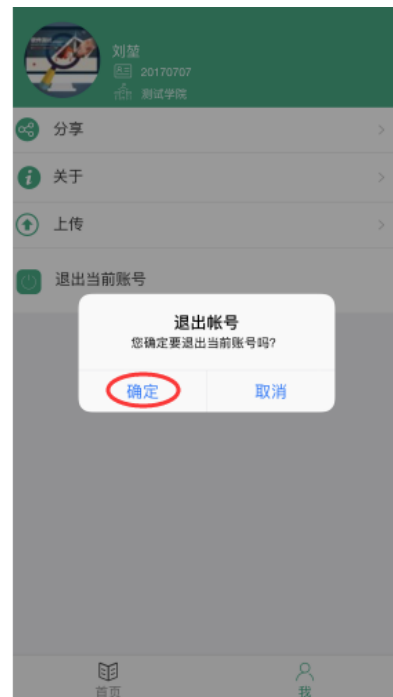 刘堃
20170707
测试学院
分享
关于
上传
退出当前账号
退出帐号
您确定要退出当前账号吗?
确定
取消
首页
我